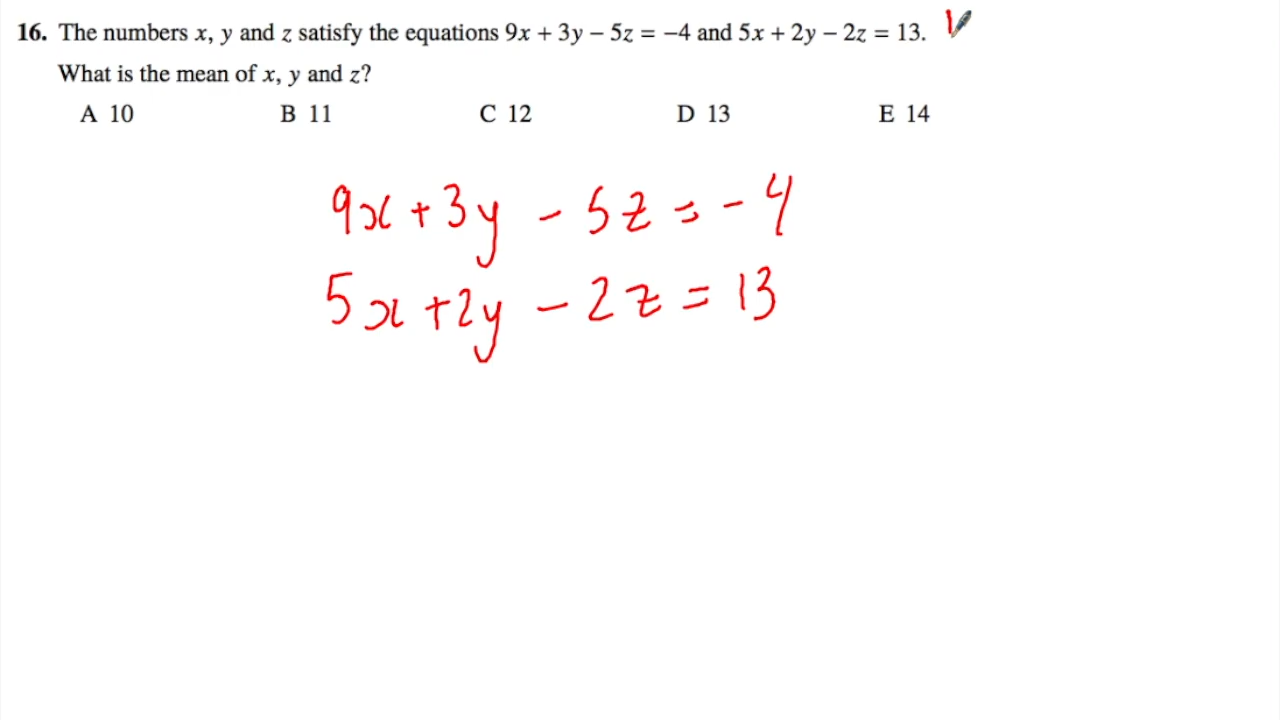 16. The numbers x, y and z satisfy the equations 9x + 3y − 5z = −4 and 5x + 2y − 2z = 13.
What is the mean of x, y and z?
A 10 B 11 C 12 D 13 E 14
9x + 3y - 5z = - 4
5x + 2y - 2z = 13